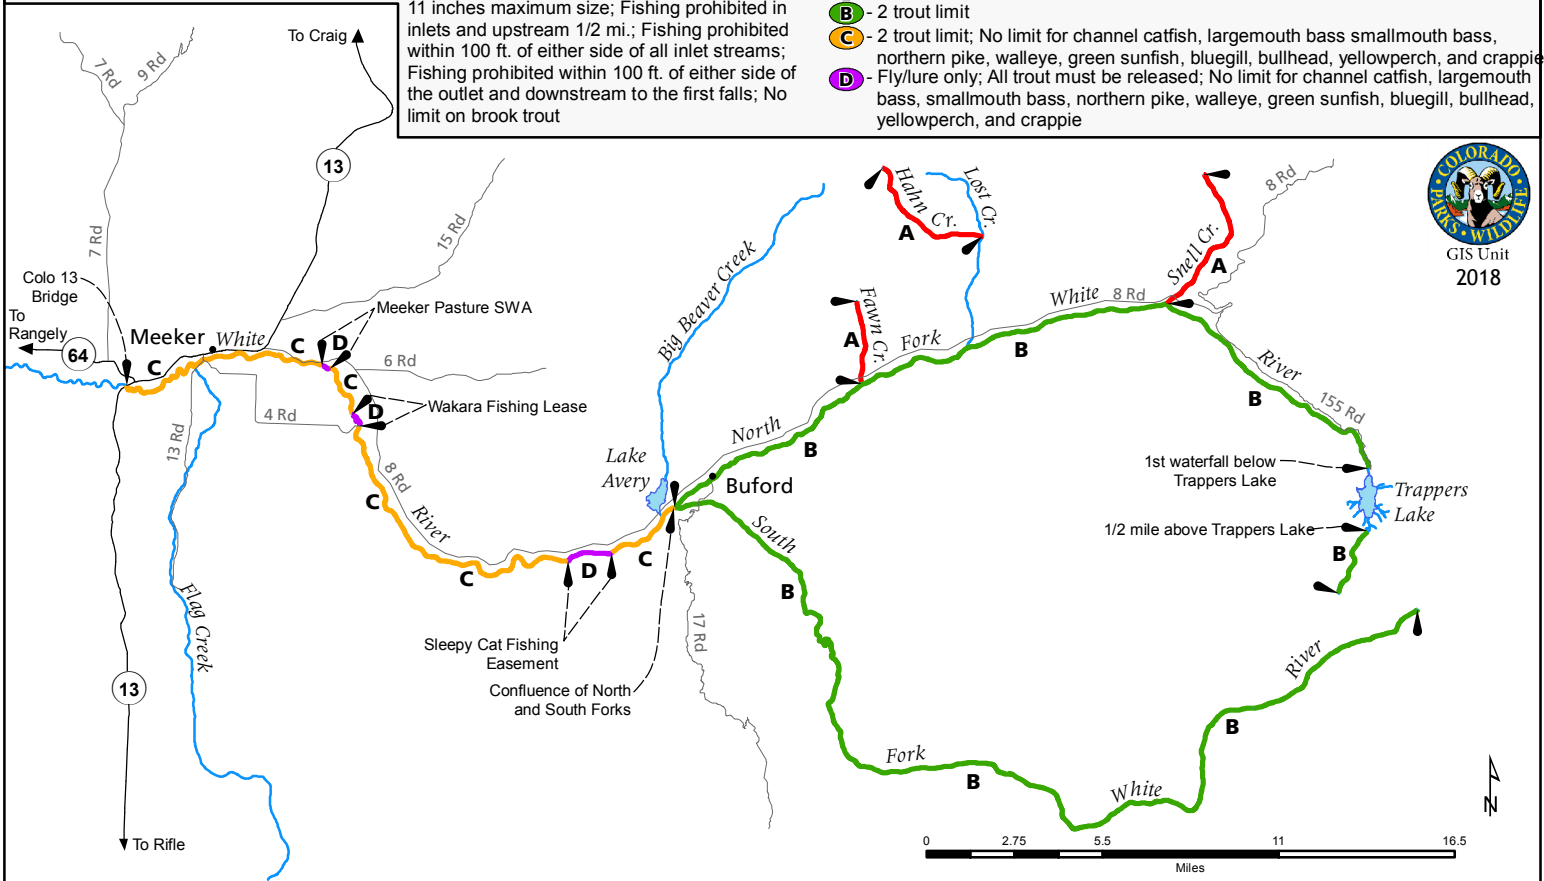 11 inches maximum size; Fishing prohibited in
inlets and upstream 1/2 mi.; Fishing prohibited
within 100 ft. of either side of all inlet streams;
Fishing prohibited within 100 ft. of either side of
the outlet and downstream to the first falls; No
limit on brook trout
B - 2 trout limit
C - 2 trout limit; No limit for channel catfish, largemouth bass smallmouth bass,
northern pike, walleye, green sunfish, bluegill, bullhead, yellowperch, and crappie
D - Fly/lure only; All trout must be released; No limit for channel catfish, largemouth
bass, smallmouth bass, northern pike, walleye, green sunfish, bluegill, bullhead,
yellowperch, and crappie
COLORADO
PARKS • WILDLIFE
GIS Unit
2018
To Craig
7 Rd
9 Rd
13
7 Rd
15 Rd
Colo 13
Bridge
To
Rangely
64
Meeker
White
C
C
D
Meeker Pasture SWA
6 Rd
C
D
Wakara Fishing Lease
4 Rd
13 Rd
8 Rd
River
C
C
D
C
Flag Creek
13
To Rifle
Sleepy Cat Fishing
Easement
Confluence of North
and South Forks
17 Rd
Lake
Avery
Big Beaver Creek
Buford
North
B
Fork
White
8 Rd
B
Hahn Cr.
A
Lost Cr.
Fawn Cr.
A
Snell Cr.
A
8 Rd
River
B
155 Rd
1st waterfall below
Trappers Lake
Trappers
Lake
1/2 mile above Trappers Lake
B
South
B
Fork
B
White
B
River
N
0
2.75
5.5
11
16.5
Miles